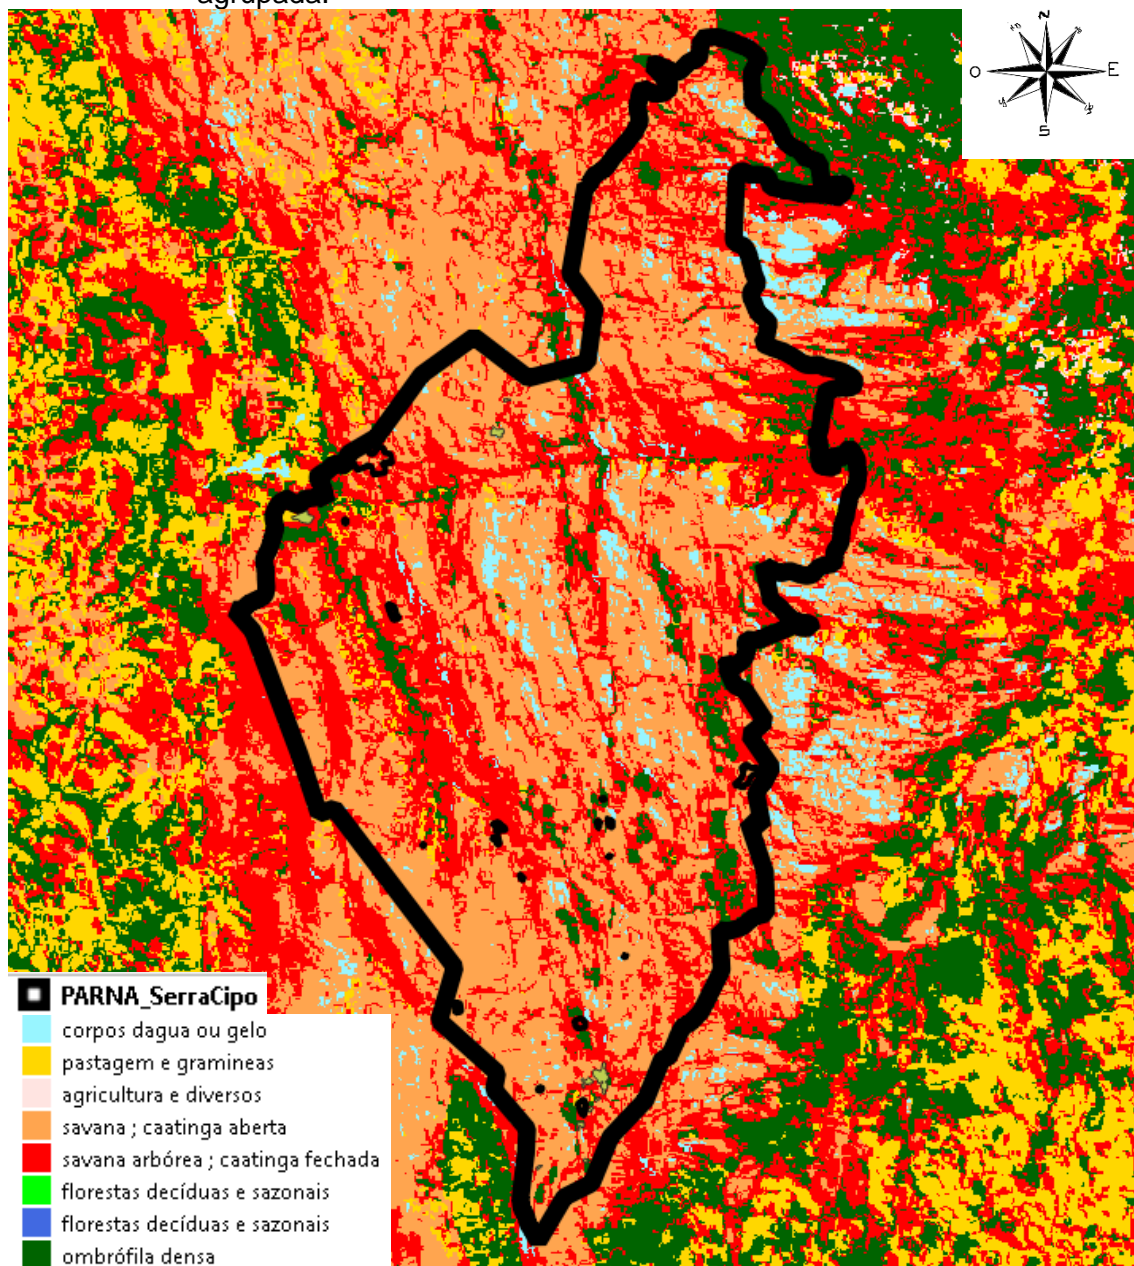 agrupada.
N
O
E
S
PARNA_SerraCipo
corpos dagua ou gelo
pastagem e gramineas
agricultura e diversos
savana ; caatinga aberta
savana arbórea ; caatinga fechada
florestas decíduas e sazonais
florestas decíduas e sazonais
ombrófila densa